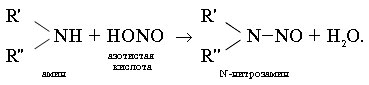 R' R'
NH + HONO → N–NO + H₂O.
R'' R''
амин азотистая кислота N-нитрозамин